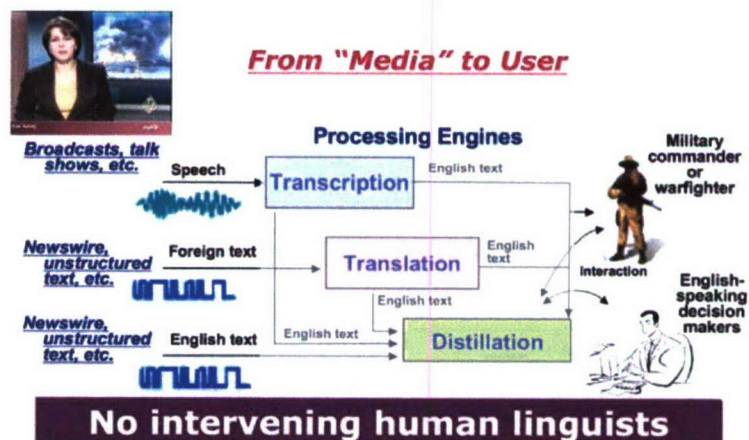 From “Media” to User
Processing Engines
Broadcasts, talk
shows, etc.
Speech
Transcription
English text
Military
commander
or
warfighter
Newswire,
unstructured
text, etc.
Foreign text
Translation
English
text
Interaction
English text
English-
speaking
decision
makers
Newswire,
unstructured
text, etc.
English text
English text
Distillation
No intervening human linguists